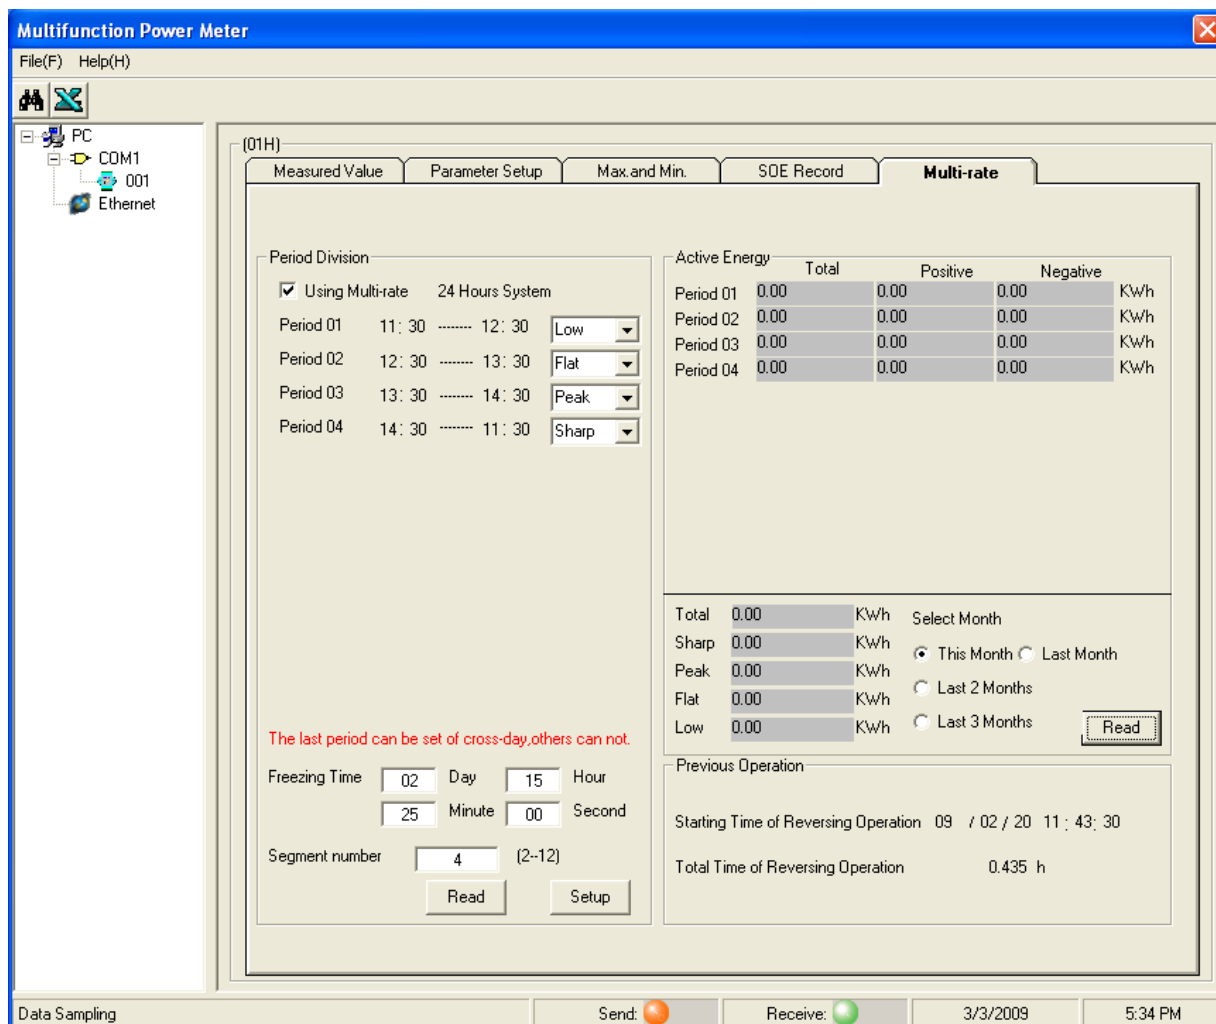 Multifunction Power Meter
File(F) Help(H)
PC
COM1
001
Ethernet
(01H)
Measured Value Parameter Setup Max.and Min. SOE Record Multi-rate
Period Division
Using Multi-rate 24 Hours System
Period 01 11: 30 ------- 12: 30 Low
Period 02 12: 30 ------- 13: 30 Flat
Period 03 13: 30 ------- 14: 30 Peak
Period 04 14: 30 ------- 11: 30 Sharp
The last period can be set of cross-day,others can not.
Freezing Time 02 Day 15 Hour
25 Minute 00 Second
Segment number 4 (2--12)
Read Setup
Active Energy Total Positive Negative
Period 01 0.00 0.00 0.00 KWh
Period 02 0.00 0.00 0.00 KWh
Period 03 0.00 0.00 0.00 KWh
Period 04 0.00 0.00 0.00 KWh
Total 0.00 KWh
Sharp 0.00 KWh
Peak 0.00 KWh
Flat 0.00 KWh
Low 0.00 KWh
Select Month
This Month Last Month
Last 2 Months
Last 3 Months
Read
Previous Operation
Starting Time of Reversing Operation 09 / 02 / 20 11 : 43: 30
Total Time of Reversing Operation 0.435 h
Data Sampling Send: Receive: 3/3/2009 5:34 PM